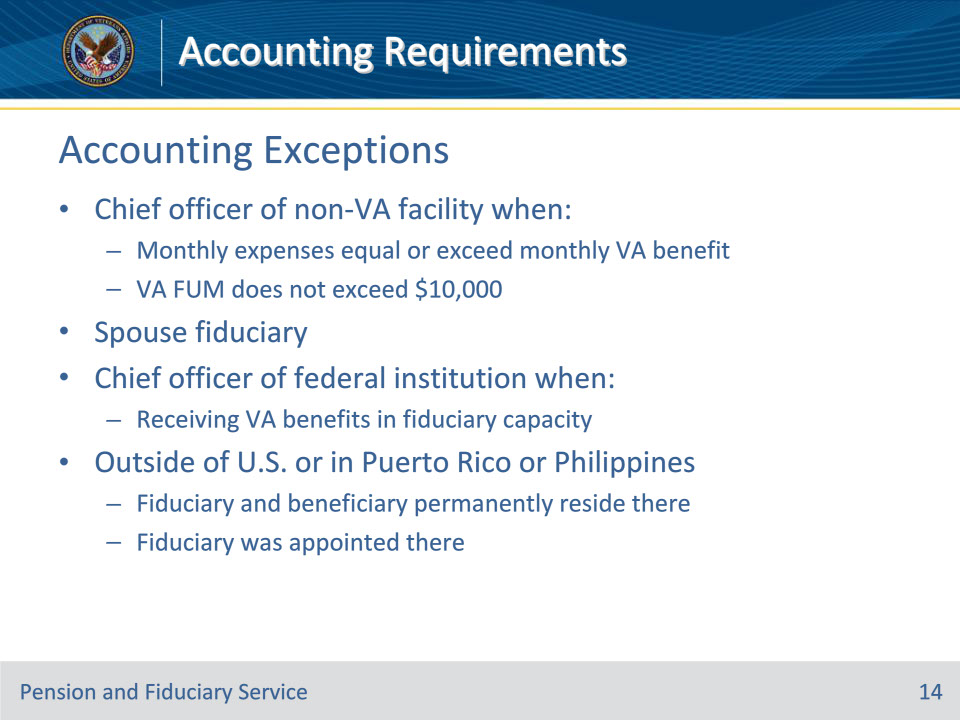 Accounting Requirements
Accounting Exceptions
• Chief officer of non-VA facility when:
– Monthly expenses equal or exceed monthly VA benefit
– VA FUM does not exceed $10,000
• Spouse fiduciary
• Chief officer of federal institution when:
– Receiving VA benefits in fiduciary capacity
• Outside of U.S. or in Puerto Rico or Philippines
– Fiduciary and beneficiary permanently reside there
– Fiduciary was appointed there
Pension and Fiduciary Service
14